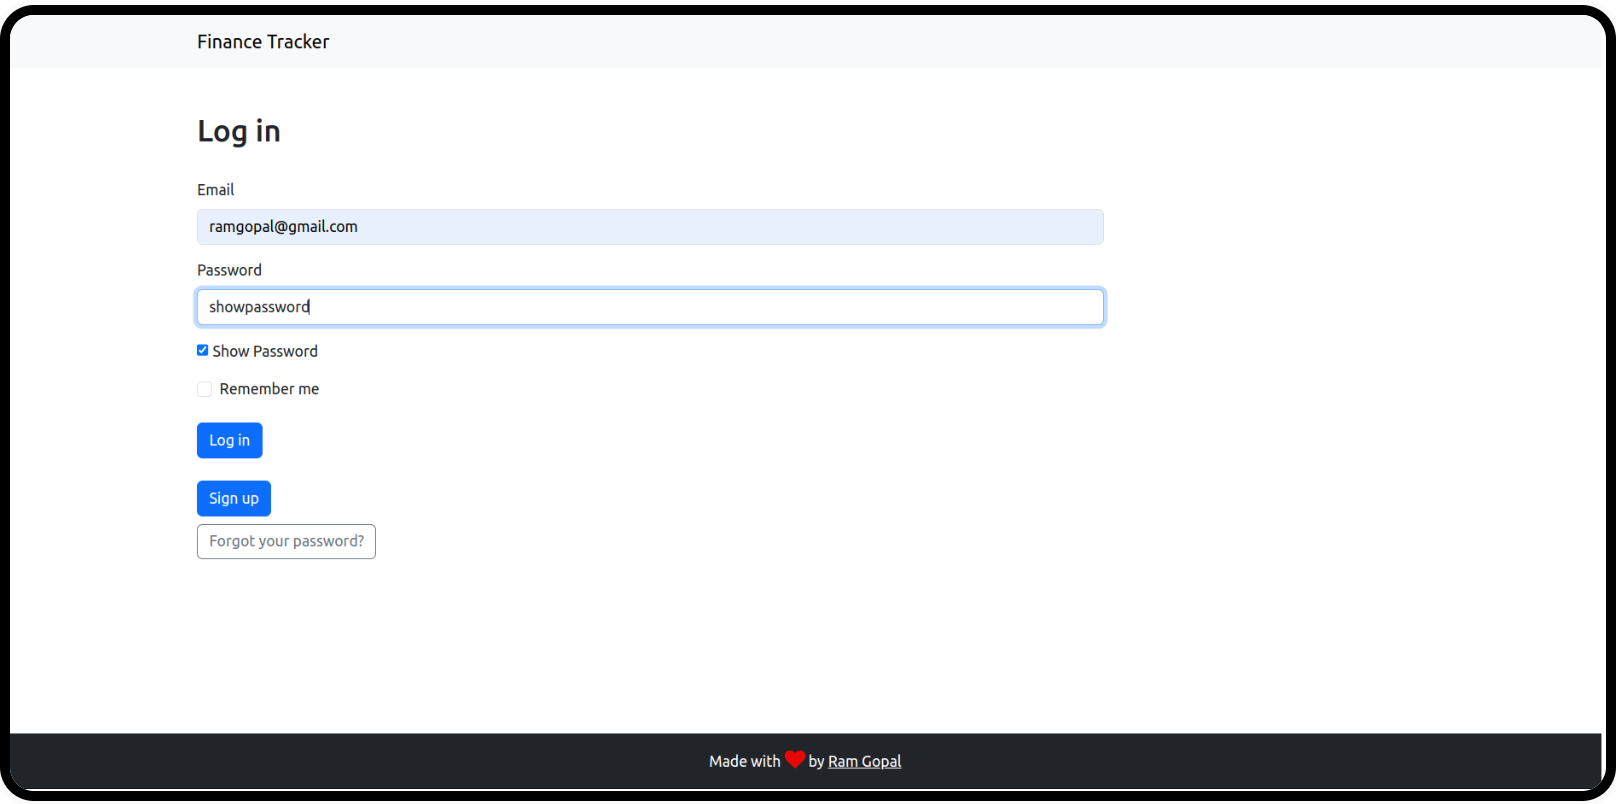 Finance Tracker
Log in
Email
ramgopal@gmail.com
Password
showpassword
Show Password
Remember me
Log in
Sign up
Forgot your password?
Made with by Ram Gopal